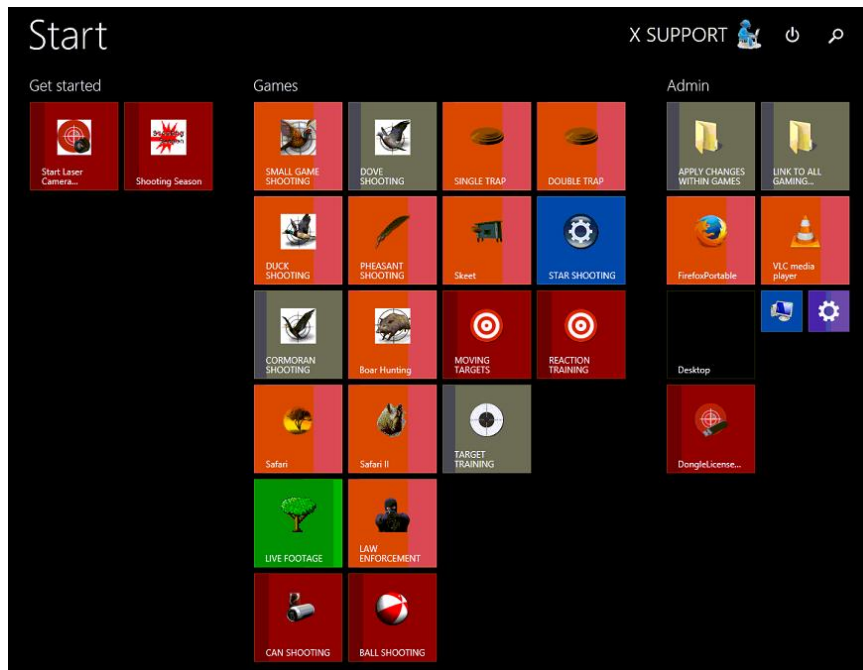 Start
X SUPPORT
Get started
Games
Admin
Start Laser
Camera...
Shooting Season
SMALL GAME
SHOOTING
DOVE
SHOOTING
SINGLE TRAP
DOUBLE TRAP
APPLY CHANGES
WITHIN GAMES
LINK TO ALL
GAMING...
DUCK
SHOOTING
PHEASANT
SHOOTING
Skeet
STAR SHOOTING
FirefoxPortable
VLC media
player
CORMORAN
SHOOTING
Boar Hunting
MOVING
TARGETS
REACTION
TRAINING
Desktop
Safari
Safari II
TARGET
TRAINING
DongleLicense...
LIVE FOOTAGE
LAW
ENFORCEMENT
CAN SHOOTING
BALL SHOOTING